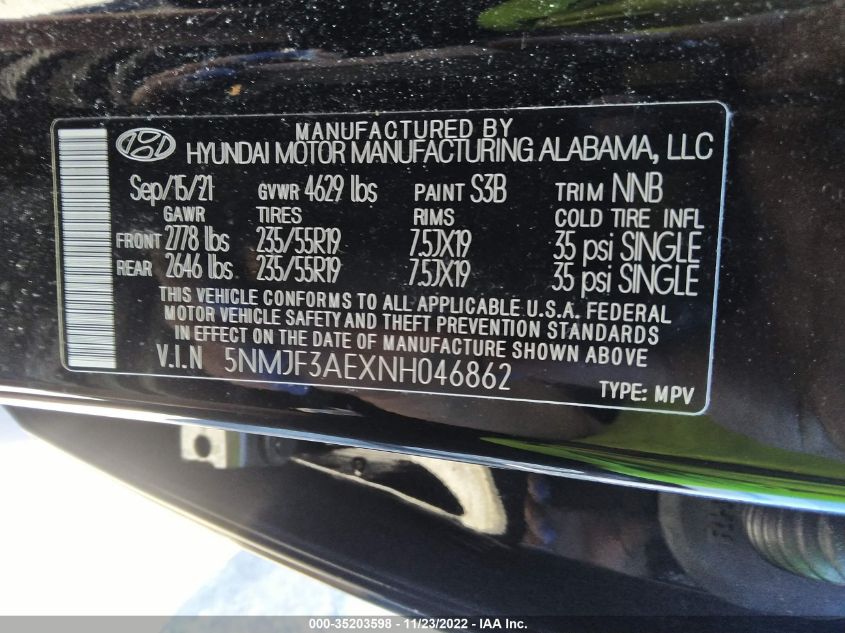 MANUFACTURED BY
HYUNDAI MOTOR MANUFACTURING ALABAMA, LLC
Sep/15/21 GVWR 4629 lbs PAINT S3B TRIM NNB
GAWR TIRES RIMS COLD TIRE INFL
FRONT 2778 lbs 235/55R19 7.5JX19 35 psi SINGLE
REAR 2646 lbs 235/55R19 7.5JX19 35 psi SINGLE
THIS VEHICLE CONFORMS TO ALL APPLICABLE U.S.A. FEDERAL
MOTOR VEHICLE SAFETY AND THEFT PREVENTION STANDARDS
IN EFFECT ON THE DATE OF MANUFACTURE SHOWN ABOVE
V.I.N 5NMJF3AEXNH046862
TYPE: MPV
000-35203598 - 11/23/2022 - IAA Inc.